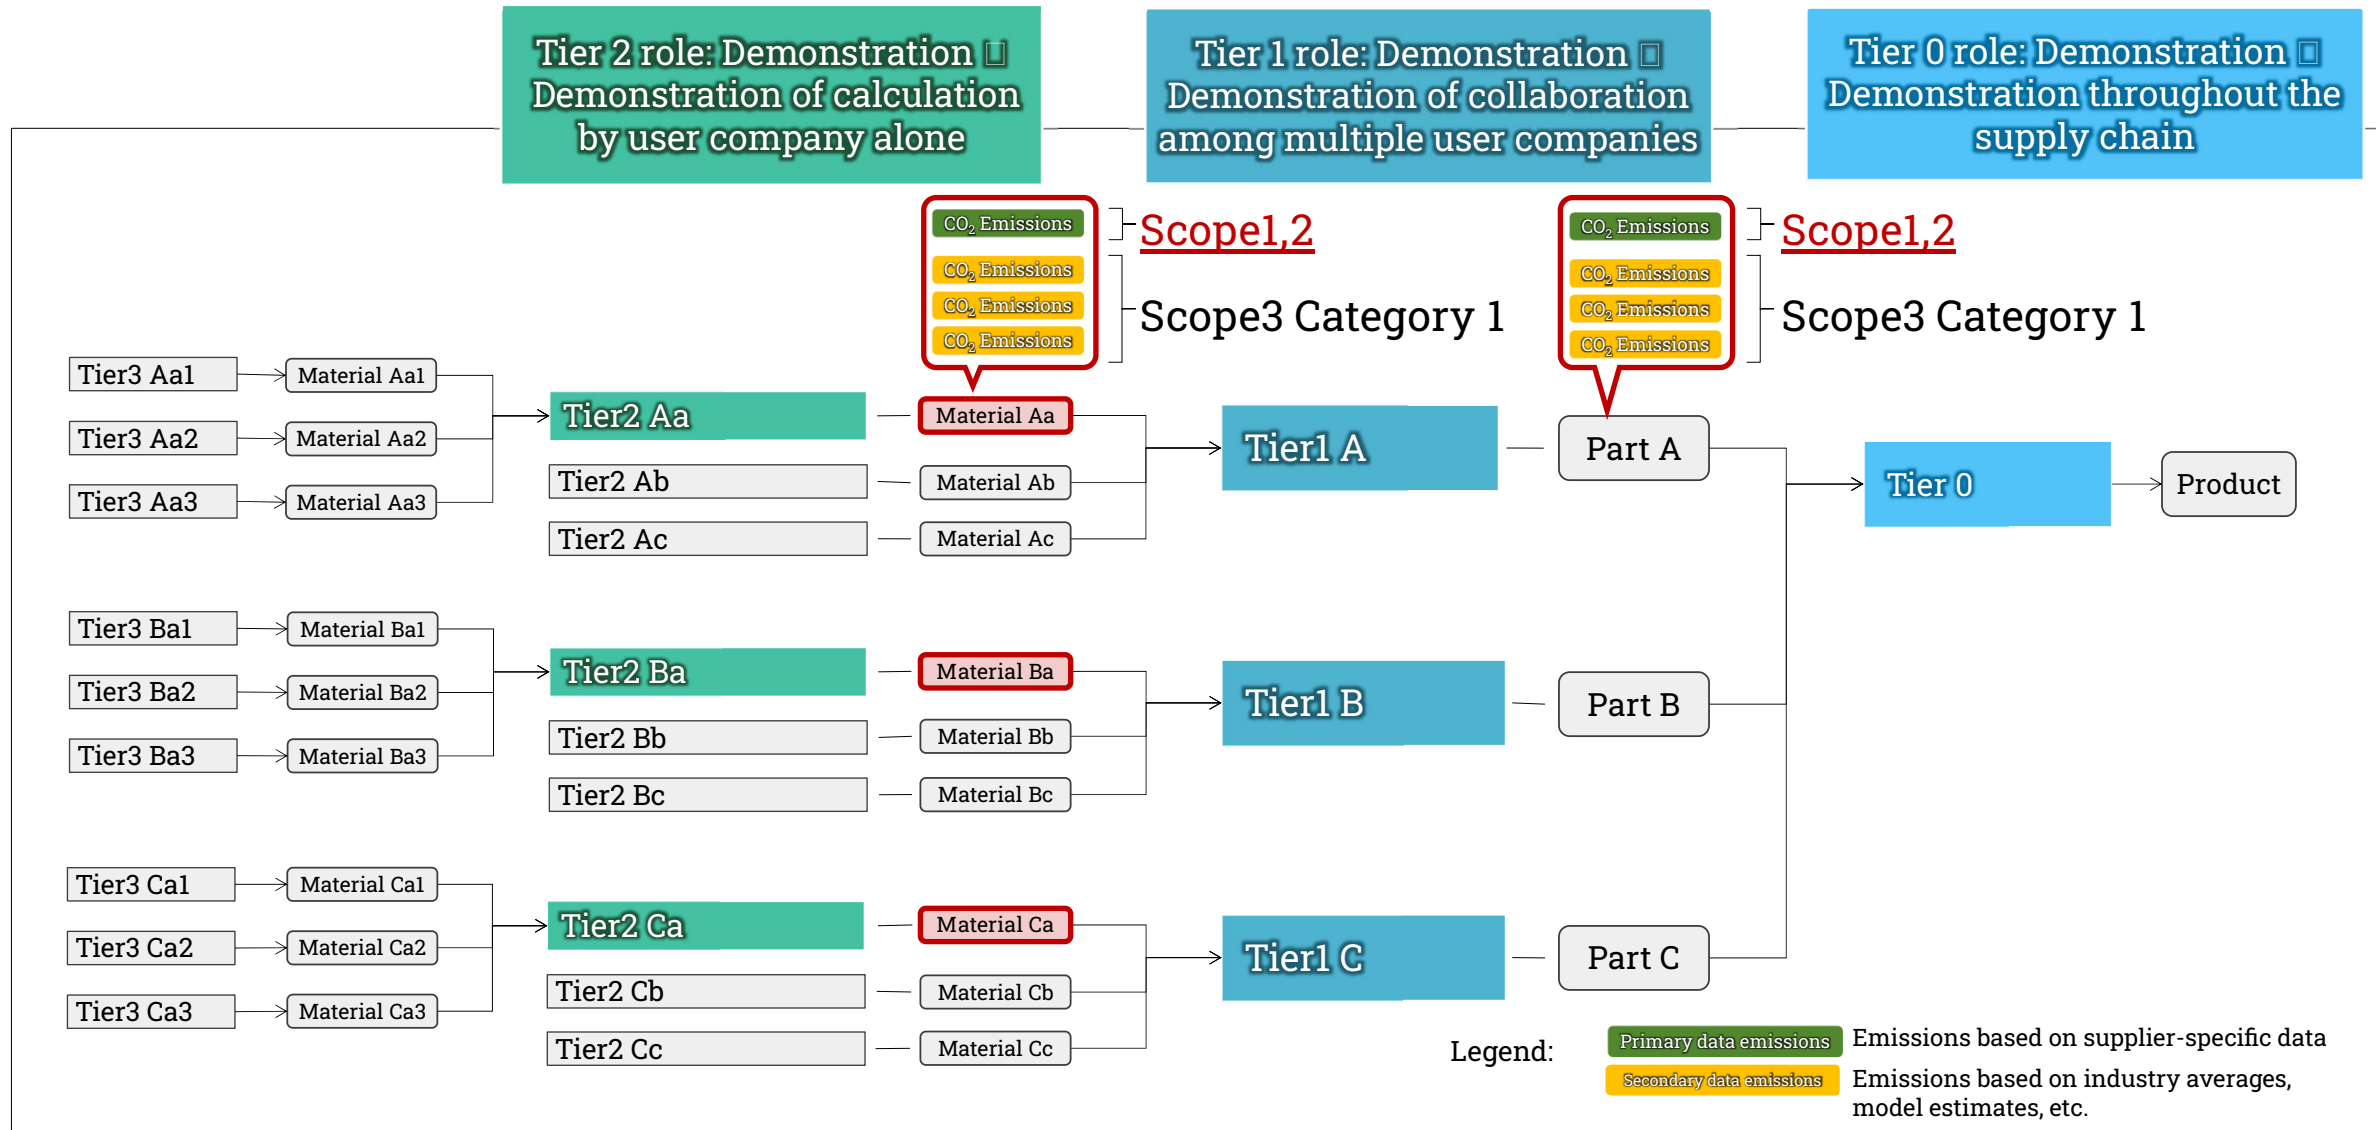 Tier 2 role: Demonstration
Demonstration of calculation
by user company alone
Tier 1 role: Demonstration
Demonstration of collaboration
among multiple user companies
Tier 0 role: Demonstration
Demonstration throughout the
supply chain
CO₂ Emissions
Scope1,2
CO₂ Emissions
CO₂ Emissions
CO₂ Emissions
Scope3 Category 1
CO₂ Emissions
Scope1,2
CO₂ Emissions
CO₂ Emissions
CO₂ Emissions
Scope3 Category 1
Tier3 Aa1
Material Aa1
Tier3 Aa2
Material Aa2
Tier3 Aa3
Material Aa3
Tier2 Aa
Material Aa
Tier2 Ab
Material Ab
Tier2 Ac
Material Ac
Tier1 A
Part A
Tier 0
Product
Tier3 Ba1
Material Ba1
Tier3 Ba2
Material Ba2
Tier3 Ba3
Material Ba3
Tier2 Ba
Material Ba
Tier2 Bb
Material Bb
Tier2 Bc
Material Bc
Tier1 B
Part B
Tier3 Ca1
Material Ca1
Tier3 Ca2
Material Ca2
Tier3 Ca3
Material Ca3
Tier2 Ca
Material Ca
Tier2 Cb
Material Cb
Tier2 Cc
Material Cc
Tier1 C
Part C
Legend:
Primary data emissions
Emissions based on supplier-specific data
Secondary data emissions
Emissions based on industry averages,
model estimates, etc.